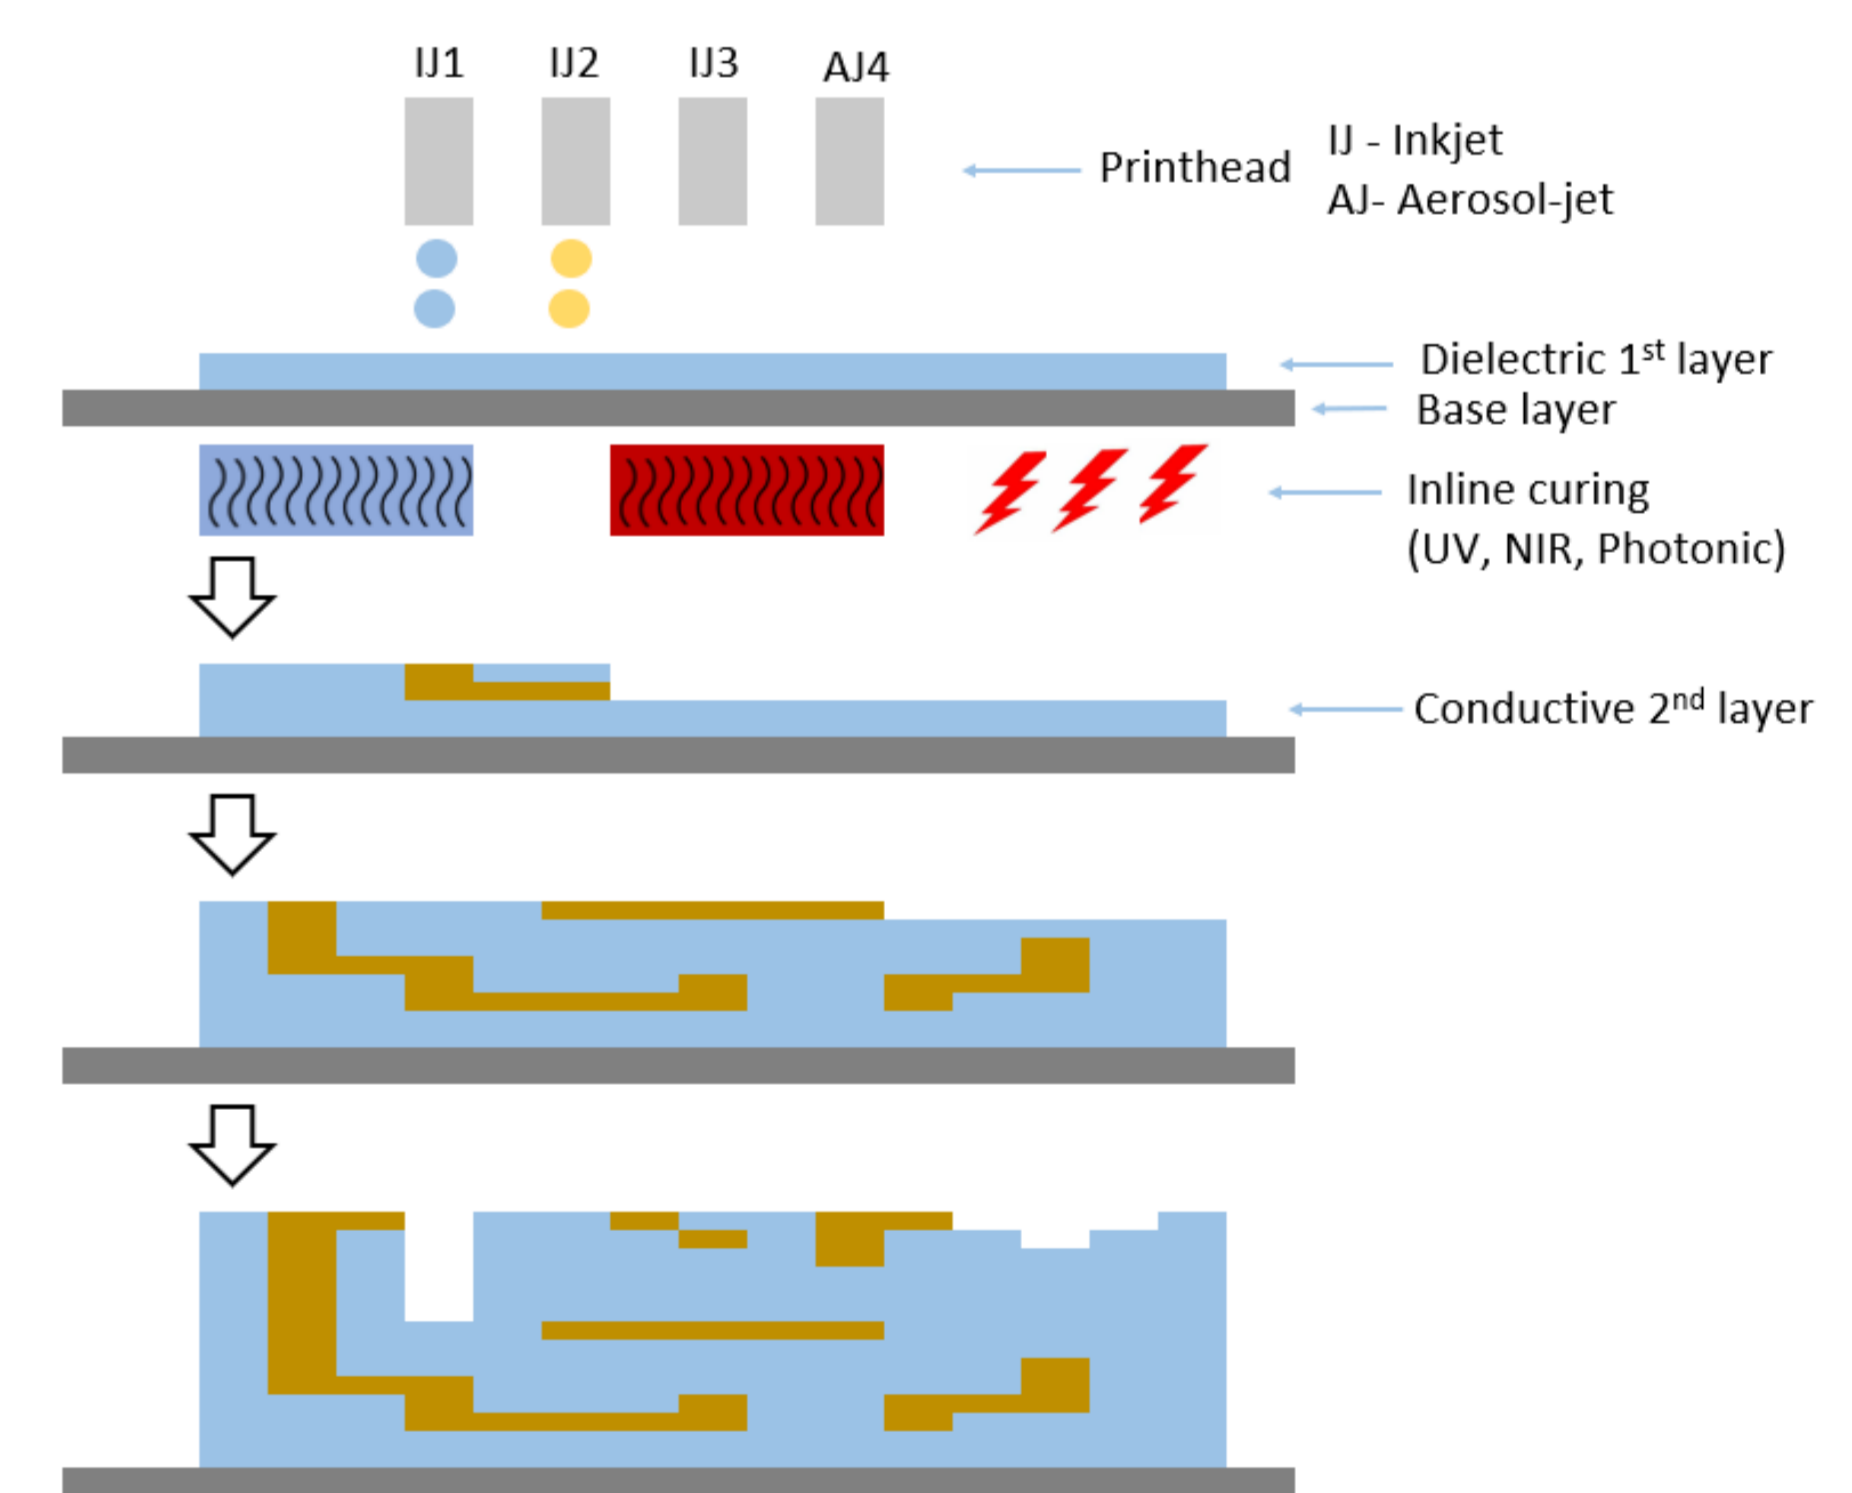 IJ1 IJ2 IJ3 AJ4
Printhead
IJ - Inkjet
AJ- Aerosol-jet
Dielectric 1st layer
Base layer
Inline curing
(UV, NIR, Photonic)
Conductive 2nd layer